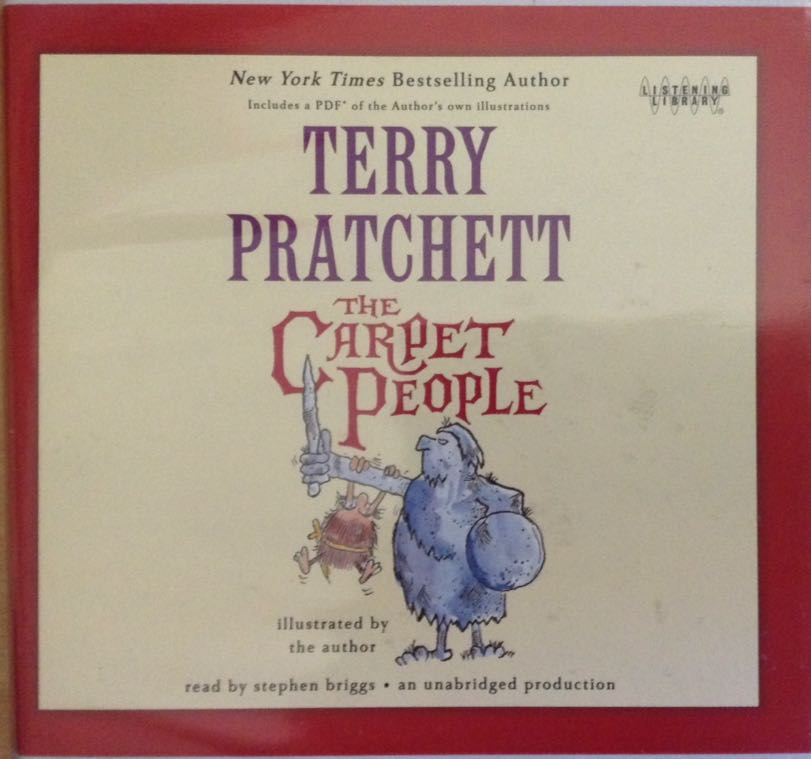 New York Times Bestselling Author
Includes a PDF* of the Author's own illustrations
LISTENING
LIBRARY®
TERRY
PRATCHETT
THE
CARPET
PEOPLE
illustrated by
the author
read by stephen briggs • an unabridged production